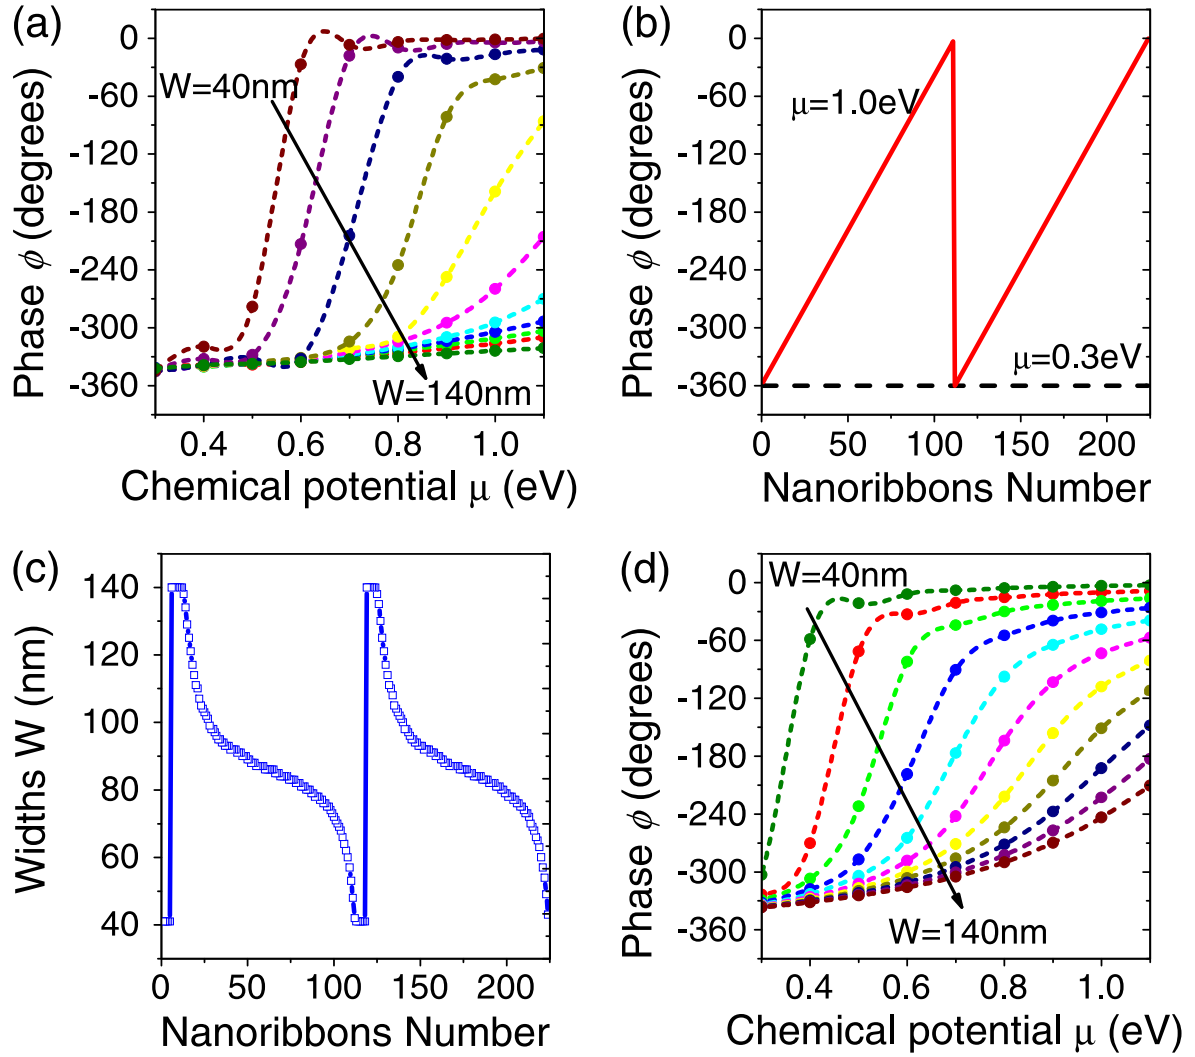 (a)
Phase ϕ (degrees)
0
-60
-120
-180
-240
-300
-360
W=40nm
W=140nm
0.4 0.6 0.8 1.0
Chemical potential μ (eV)
(b)
Phase ϕ (degrees)
0
-60
-120
-180
-240
-300
-360
μ=1.0eV
μ=0.3eV
0 50 100 150 200
Nanoribbons Number
(c)
Widths W (nm)
140
120
100
80
60
40
0 50 100 150 200
Nanoribbons Number
(d)
Phase ϕ (degrees)
0
-60
-120
-180
-240
-300
-360
W=40nm
W=140nm
0.4 0.6 0.8 1.0
Chemical potential μ (eV)